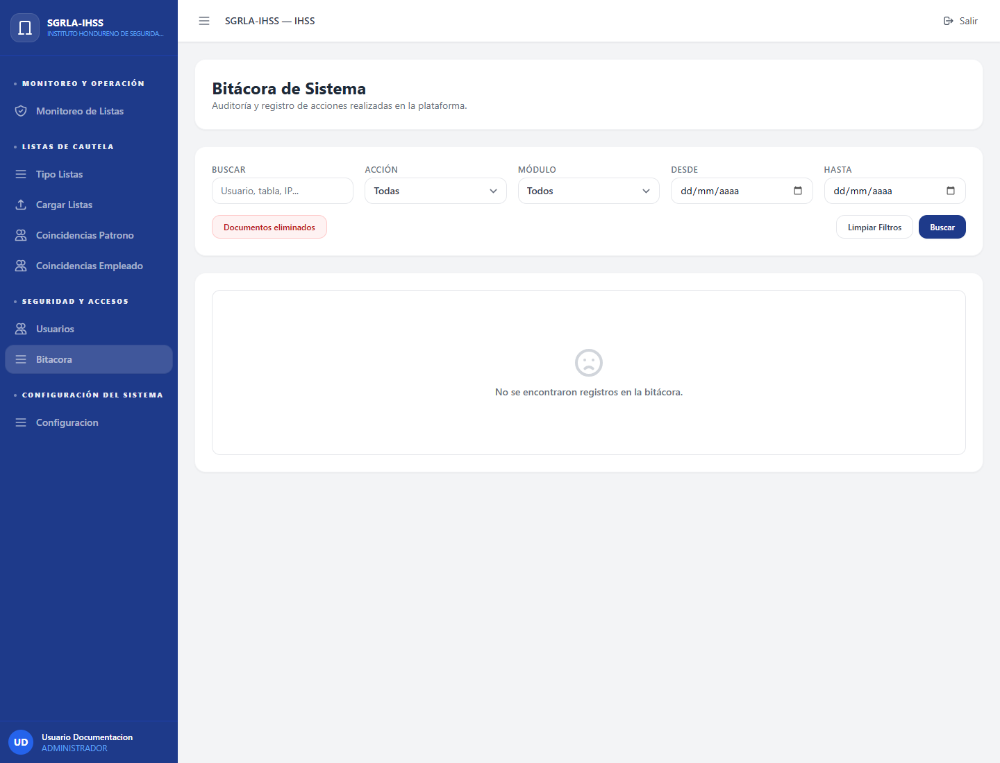 SGRLA-IHSS
INSTITUTO HONDURENO DE SEGURIDA...
MONITOREO Y OPERACIÓN
Monitoreo de Listas
LISTAS DE CAUTELA
Tipo Listas
Cargar Listas
Coincidencias Patrono
Coincidencias Empleado
SEGURIDAD Y ACCESOS
Usuarios
Bitacora
CONFIGURACIÓN DEL SISTEMA
Configuracion
UD
Usuario Documentacion
ADMINISTRADOR
SGRLA-IHSS — IHSS
Salir
Bitácora de Sistema
Auditoría y registro de acciones realizadas en la plataforma.
BUSCAR
Usuario, tabla, IP...
ACCIÓN
Todas
MÓDULO
Todos
DESDE
dd/mm/aaaa
HASTA
dd/mm/aaaa
Documentos eliminados
Limpiar Filtros
Buscar
No se encontraron registros en la bitácora.